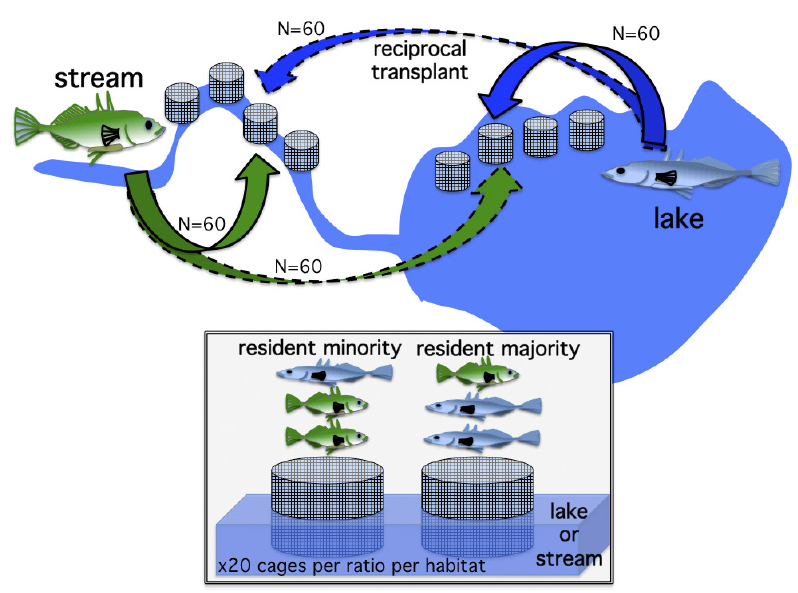 N=60
N=60
reciprocal
transplant
stream
lake
N=60
N=60
resident minority
resident majority
lake
or
stream
x20 cages per ratio per habitat